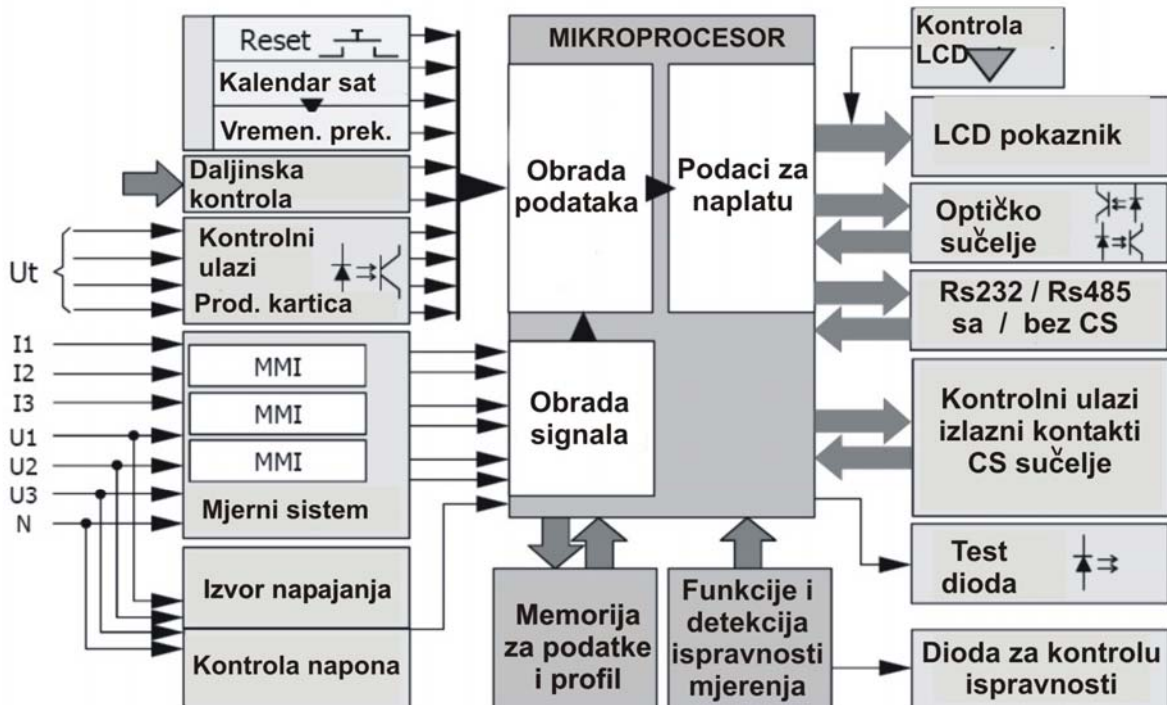 Reset
Kalendar sat
Vremen. prek.
Daljinska
kontrola
Ut
Kontrolni
ulazi
Prod. kartica
I1
I2
I3
U1
U2
U3
N
MMI
MMI
MMI
Mjerni sistem
Izvor napajanja
Kontrola napona
MIKROPROCESOR
Obrada
podataka
Podaci za
naplatu
Obrada
signala
Memorija
za podatke
i profil
Funkcije i
detekcija
ispravnosti
mjerenja
Kontrola
LCD
LCD pokaznik
Optičko
sučelje
Rs232 / Rs485
sa / bez CS
Kontrolni ulazi
izlazni kontakti
CS sučelje
Test
dioda
Dioda za kontrolu
ispravnosti